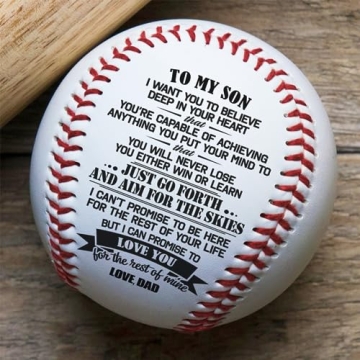 TO MY SON
I WANT YOU TO BELIEVE
DEEP IN YOUR HEART
that
YOU'RE CAPABLE OF ACHIEVING
ANYTHING YOU PUT YOUR MIND TO
that
YOU WILL NEVER LOSE
YOU EITHER WIN OR LEARN
...JUST GO FORTH...
AND AIM FOR THE SKIES
I CAN'T PROMISE TO BE HERE
FOR THE REST OF YOUR LIFE
BUT I CAN PROMISE TO
LOVE YOU
for the rest of mine
LOVE, DAD